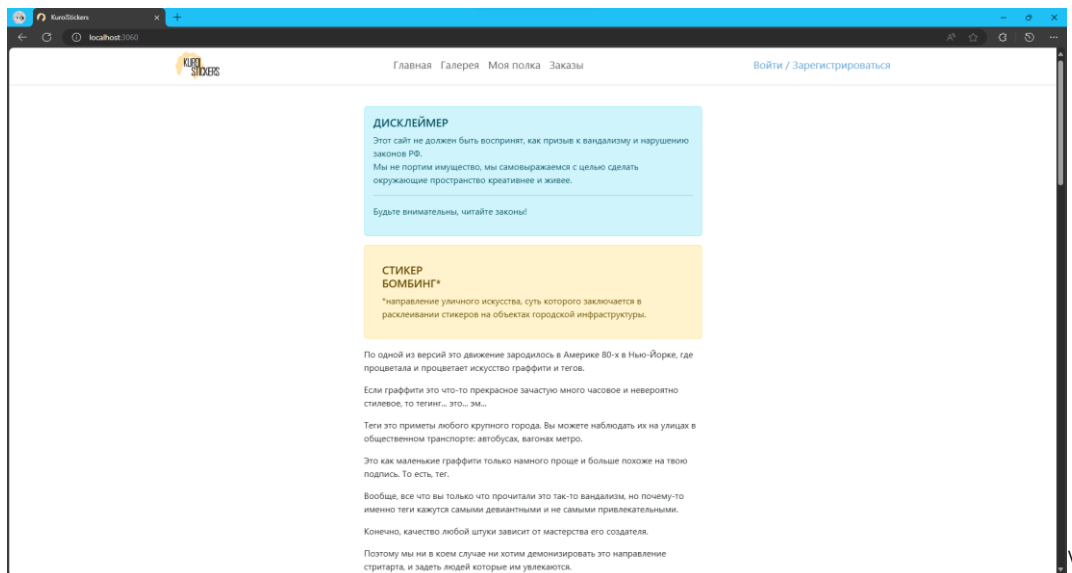 KuroStickers
localhost:3060
KURO
STICKERS
Главная Галерея Моя полка Заказы
Войти / Зарегистрироваться
ДИСКЛЕЙМЕР
Этот сайт не должен быть воспринят, как призыв к вандализму и нарушению
законов РФ.
Мы не портим имущество, мы самовыражаемся с целью сделать
окружающие пространство креативнее и живее.
Будьте внимательны, читайте законы!
СТИКЕР
БОМБИНГ*
*направление уличного искусства, суть которого заключается в
расклеивании стикеров на объектах городской инфраструктуры.
По одной из версий это движение зародилось в Америке 80-х в Нью-Йорке, где
процветала и процветает искусство граффити и тегов.
Если граффити это что-то прекрасное зачастую много часовое и невероятно
стилевое, то тегинг... это... эм...
Теги это приметы любого крупного города. Вы можете наблюдать их на улицах в
общественном транспорте: автобусах, вагонах метро.
Это как маленькие граффити только намного проще и больше похоже на твою
подпись. То есть, тег.
Вообще, все что вы только что прочитали это так-то вандализм, но почему-то
именно теги кажутся самыми девиантными и не самыми привлекательными.
Конечно, качество любой штуки зависит от мастерства его создателя.
Поэтому мы ни в коем случае ни хотим демонизировать это направление
стритарта, и задеть людей которые им увлекаются.